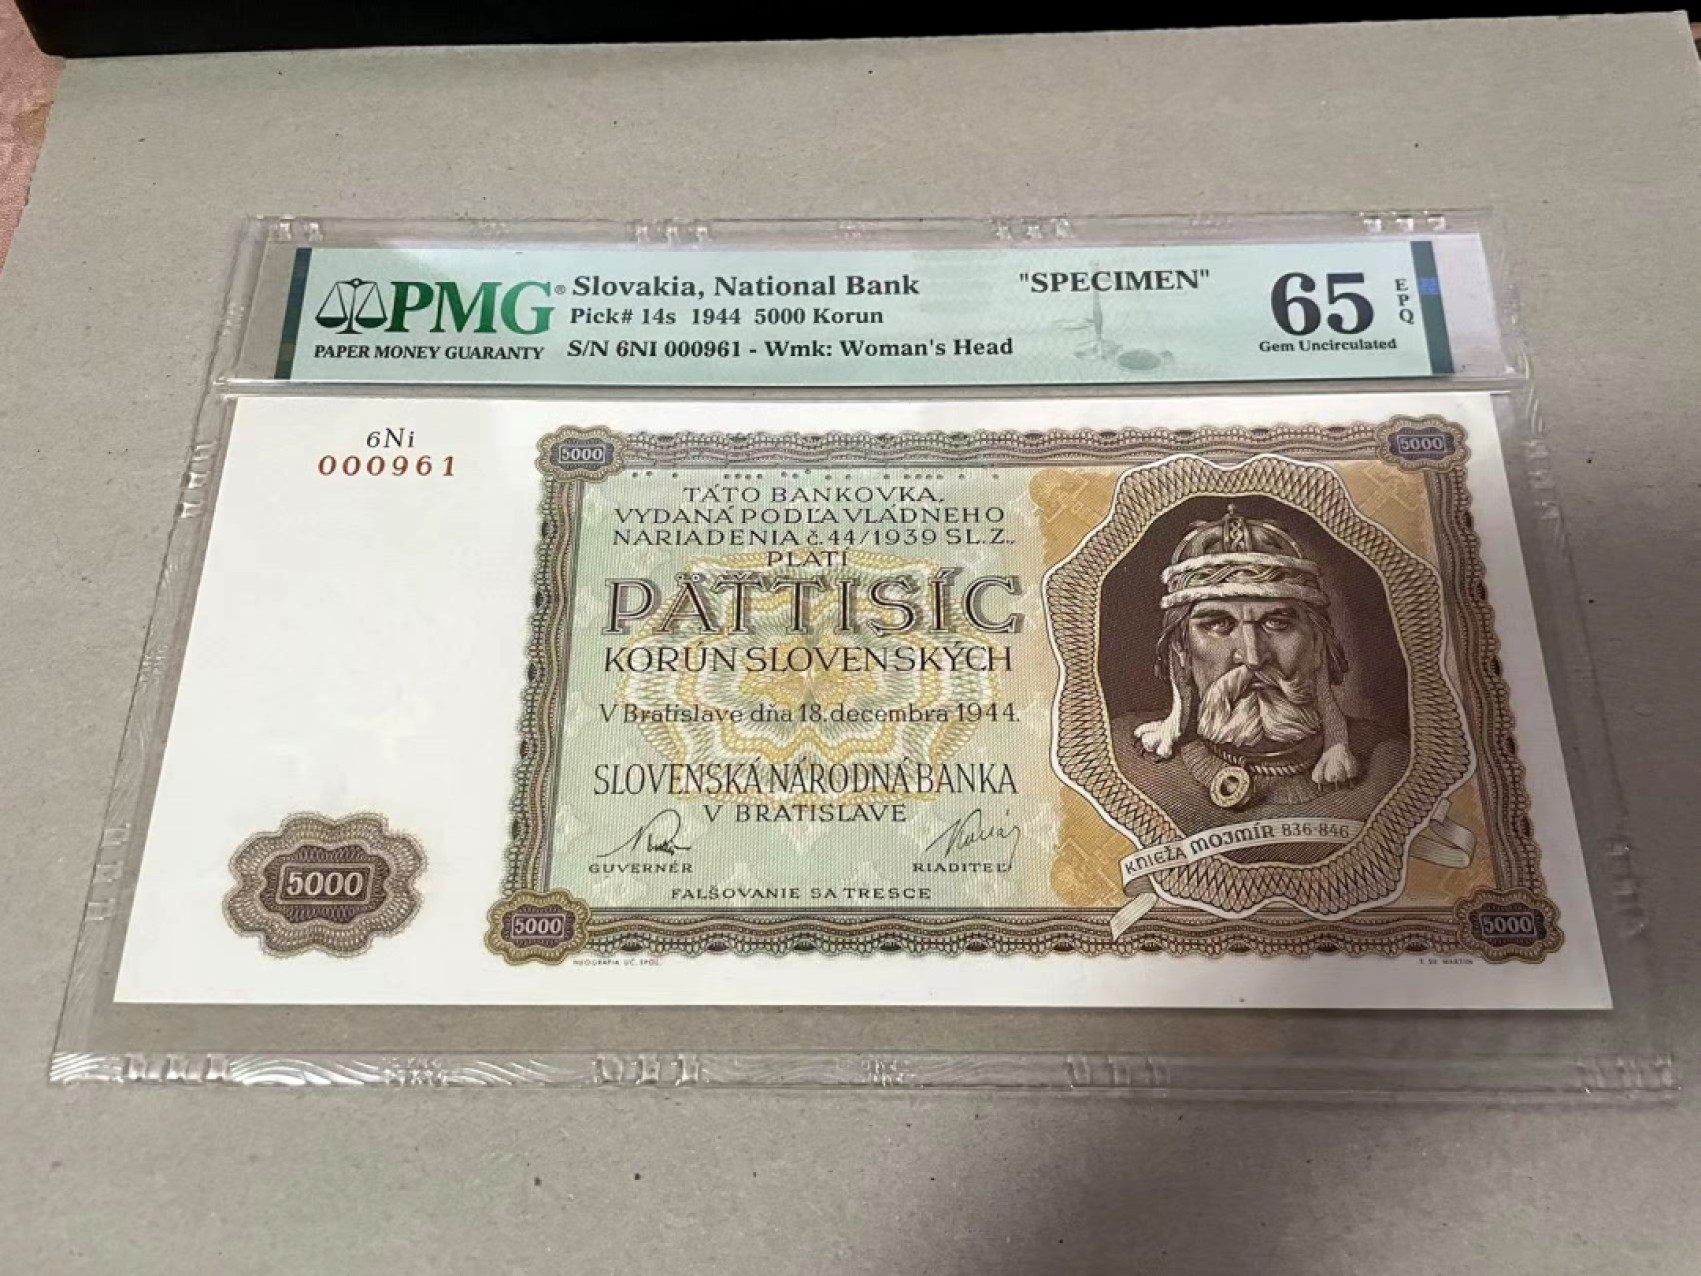 PMG®
PAPER MONEY GUARANTY
Slovakia, National Bank
Pick# 14s 1944 5000 Korun
S/N 6NI 000961 - Wmk: Woman's Head
"SPECIMEN"
65
EPQ
Gem Uncirculated
6Ni
000961
5000
5000
TÁTO BANKOVKA,
VYDANÁ PODĽA VLÁDNEHO
NARIADENIA č. 44/1939 SL. Z.,
PLATÍ
PÄŤTISÍC
KORÚN SLOVENSKÝCH
V Bratislave dňa 18. decembra 1944.
SLOVENSKÁ NÁRODNÁ BANKA
V BRATISLAVE
GUVERNÉR
RIADITEĽ
FALŠOVANIE SA TRESCE
KNIEŽA MOJMÍR 836-846
5000
5000
5000
NEOGRAFIA UČ. SPOL.